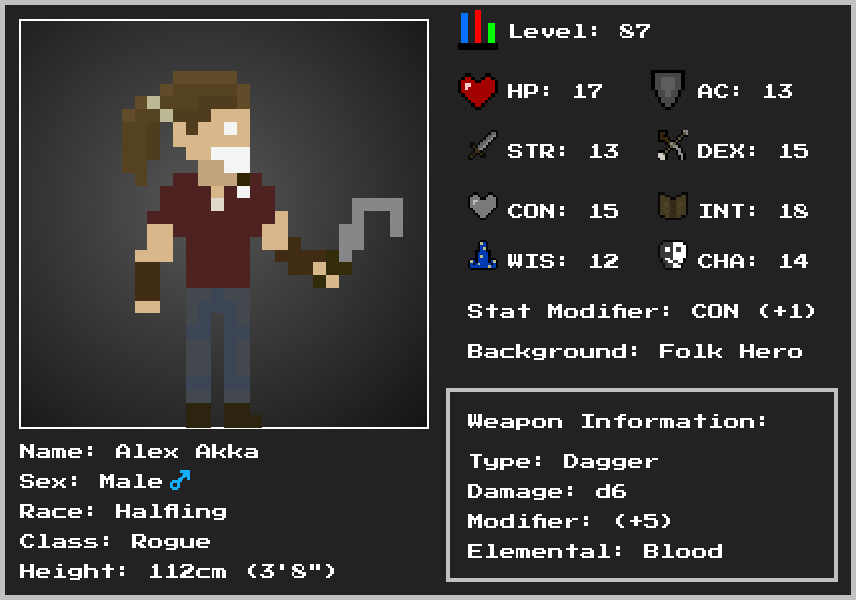 Level: 87
HP: 17
AC: 13
STR: 13
DEX: 15
CON: 15
INT: 18
WIS: 12
CHA: 14
Stat Modifier: CON (+1)
Background: Folk Hero
Weapon Information:
Type: Dagger
Damage: d6
Modifier: (+5)
Elemental: Blood
Name: Alex Akka
Sex: Male ♂
Race: Halfling
Class: Rogue
Height: 112cm (3'8")